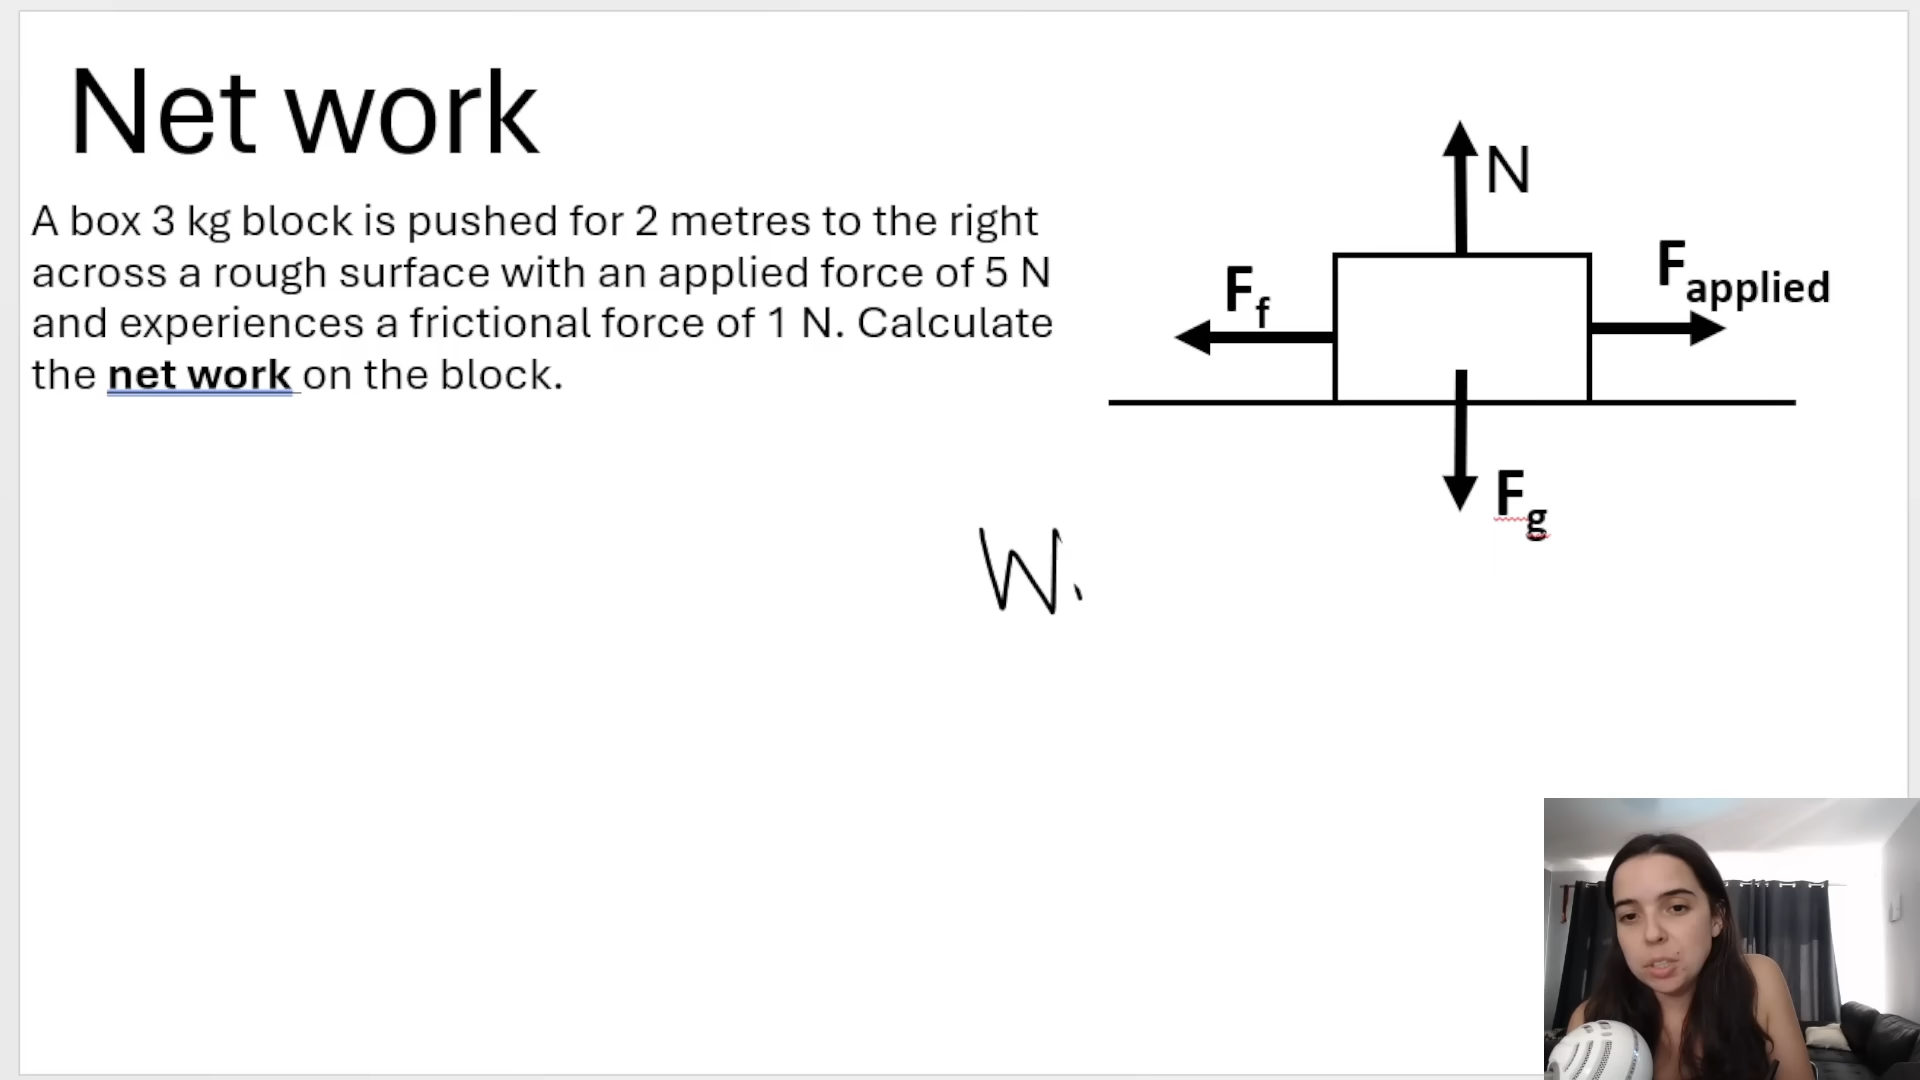 Net work
A box 3 kg block is pushed for 2 metres to the right
across a rough surface with an applied force of 5 N
and experiences a frictional force of 1 N. Calculate
the net work on the block.
N
Ff
Fapplied
Fg
W